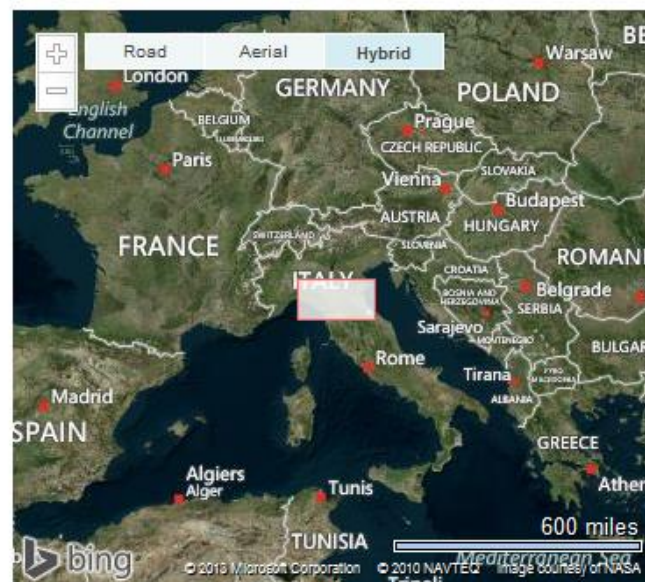 Road Aerial Hybrid
London
English
Channel
GERMANY
POLAND
Warsaw
BE
BELGIUM
LUXEMBOURG
Prague
CZECH REPUBLIC
Paris
SLOVAKIA
Vienna
Budapest
AUSTRIA
HUNGARY
SWITZERLAND
FRANCE
SLOVENIA
ROMANI
CROATIA
ITALY
BOSNIA AND
HERZEGOVINA
Belgrade
SERBIA
Sarajevo
MONTENEGRO
BULGAR
Rome
Tirana
FYRO
MACEDONIA
ALBANIA
Madrid
SPAIN
GREECE
Algiers
Alger
Tunis
Athen
TUNISIA
600 miles
bing
Mediterranean Sea
© 2013 Microsoft Corporation © 2010 NAVTEQ Image courtesy of NASA
Tripoli